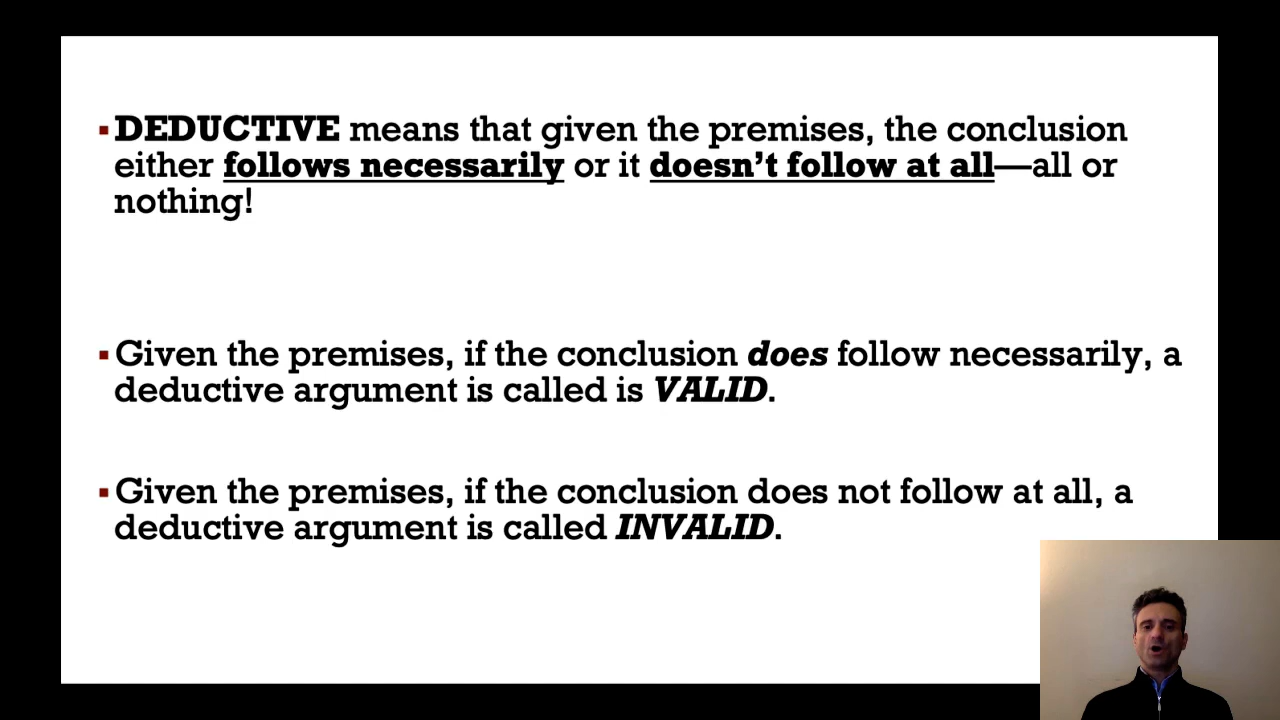 ▪DEDUCTIVE means that given the premises, the conclusion
either follows necessarily or it doesn’t follow at all—all or
nothing!
▪Given the premises, if the conclusion does follow necessarily, a
deductive argument is called is VALID.
▪Given the premises, if the conclusion does not follow at all, a
deductive argument is called INVALID.